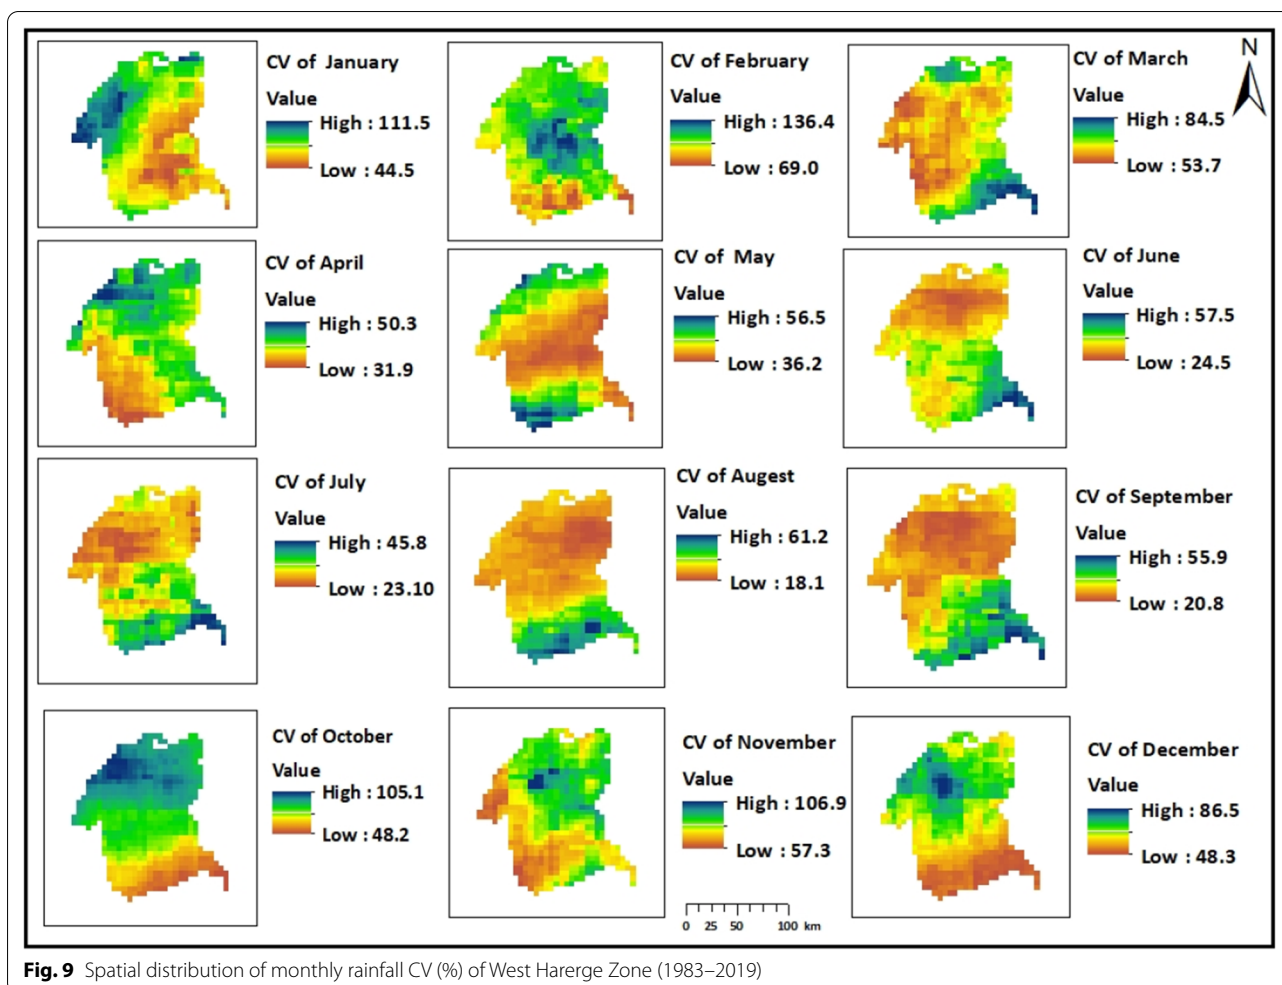 N
CV of January
Value
High : 111.5
Low : 44.5
CV of February
Value
High : 136.4
Low : 69.0
CV of March
Value
High : 84.5
Low : 53.7
CV of April
Value
High : 50.3
Low : 31.9
CV of May
Value
High : 56.5
Low : 36.2
CV of June
Value
High : 57.5
Low : 24.5
CV of July
Value
High : 45.8
Low : 23.10
CV of Augest
Value
High : 61.2
Low : 18.1
CV of September
Value
High : 55.9
Low : 20.8
CV of October
Value
High : 105.1
Low : 48.2
CV of November
Value
High : 106.9
Low : 57.3
CV of December
Value
High : 86.5
Low : 48.3
0 25 50 100 km
Fig. 9 Spatial distribution of monthly rainfall CV (%) of West Harerge Zone (1983–2019)